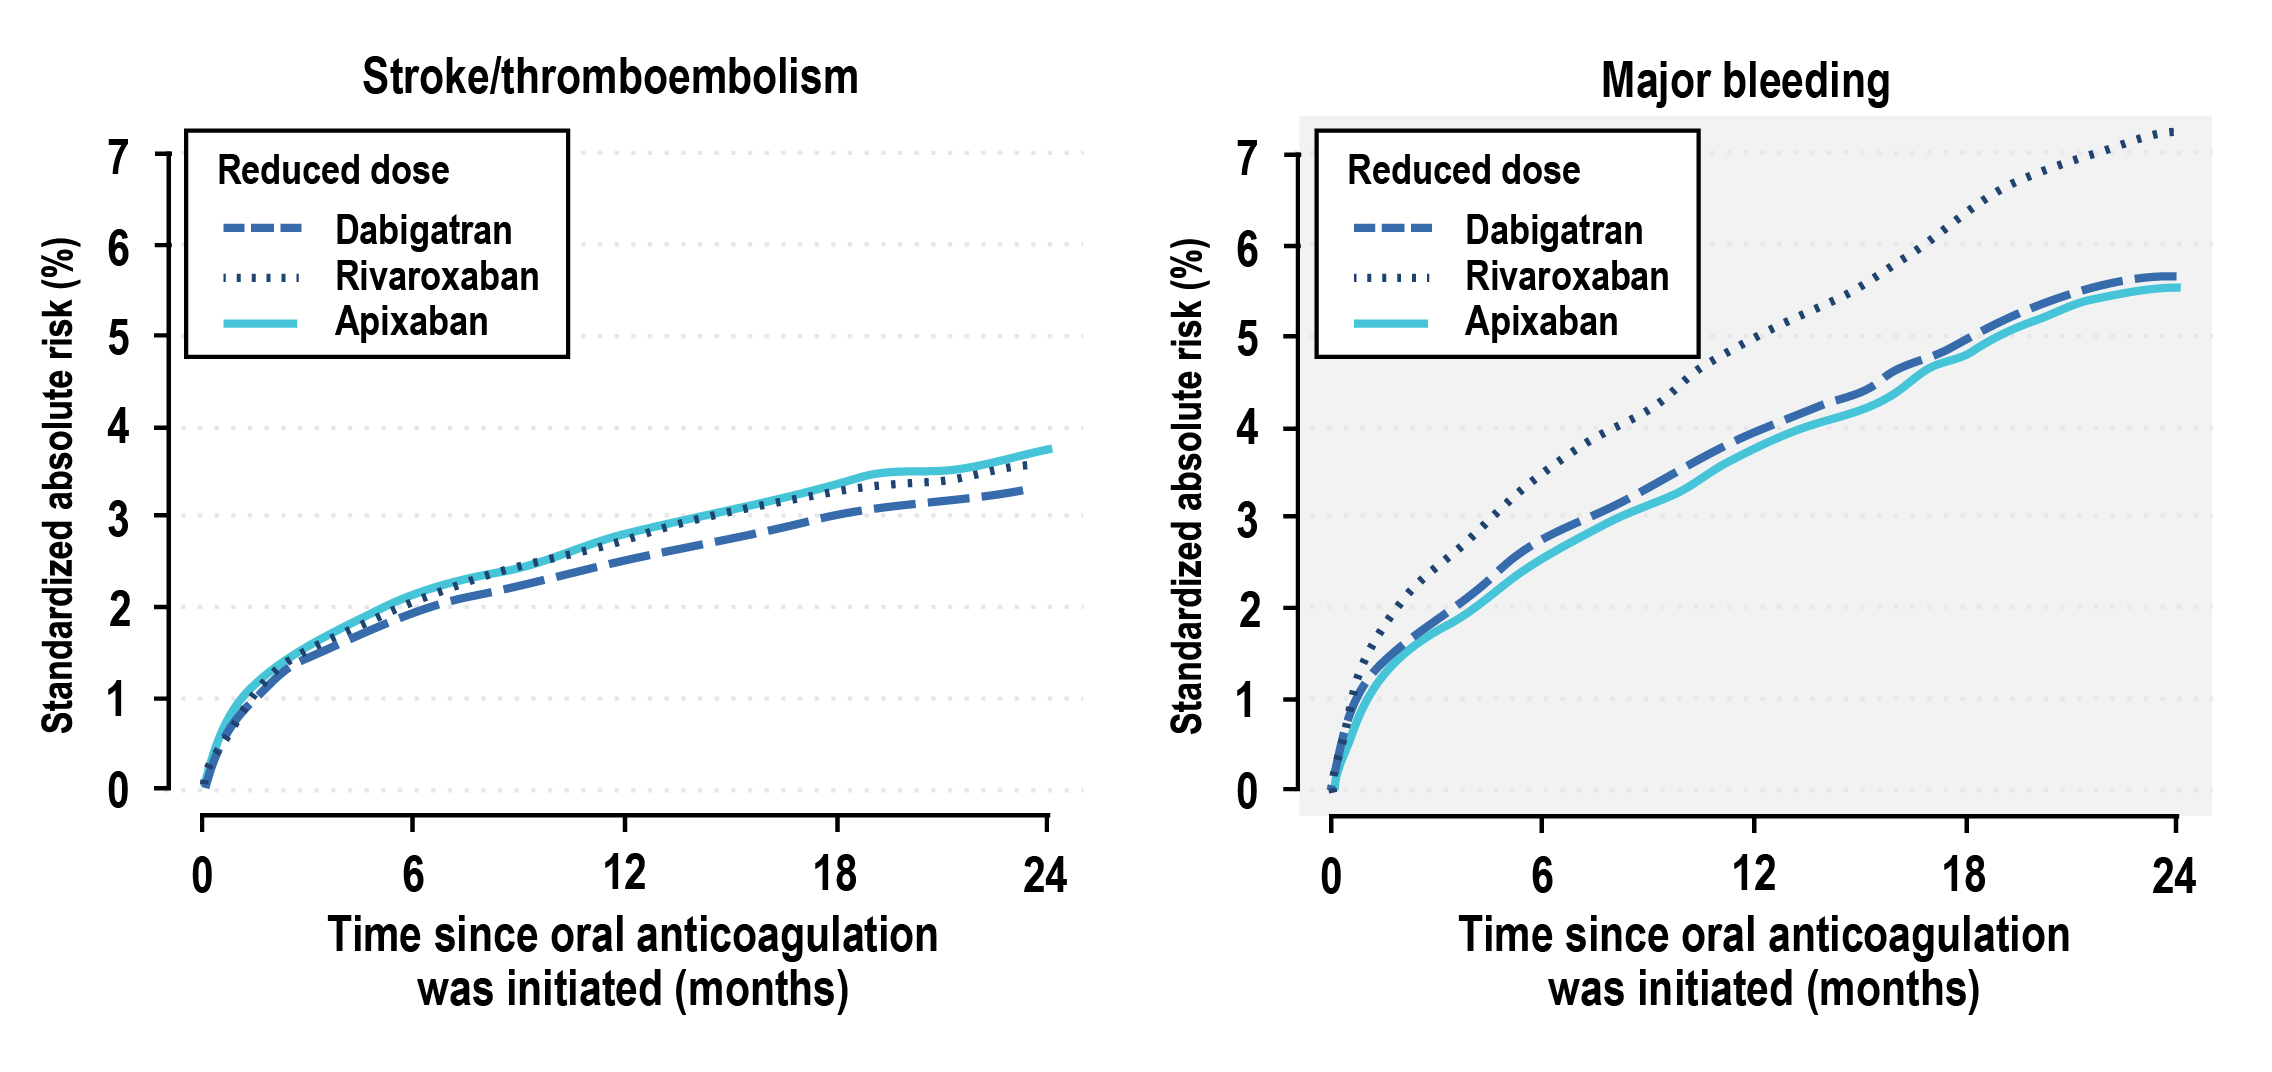 Stroke/thromboembolism
Reduced dose
Dabigatran
Rivaroxaban
Apixaban
Standardized absolute risk (%)
7
6
5
4
3
2
1
0
0 6 12 18 24
Time since oral anticoagulation
was initiated (months)
Major bleeding
Reduced dose
Dabigatran
Rivaroxaban
Apixaban
Standardized absolute risk (%)
7
6
5
4
3
2
1
0
0 6 12 18 24
Time since oral anticoagulation
was initiated (months)